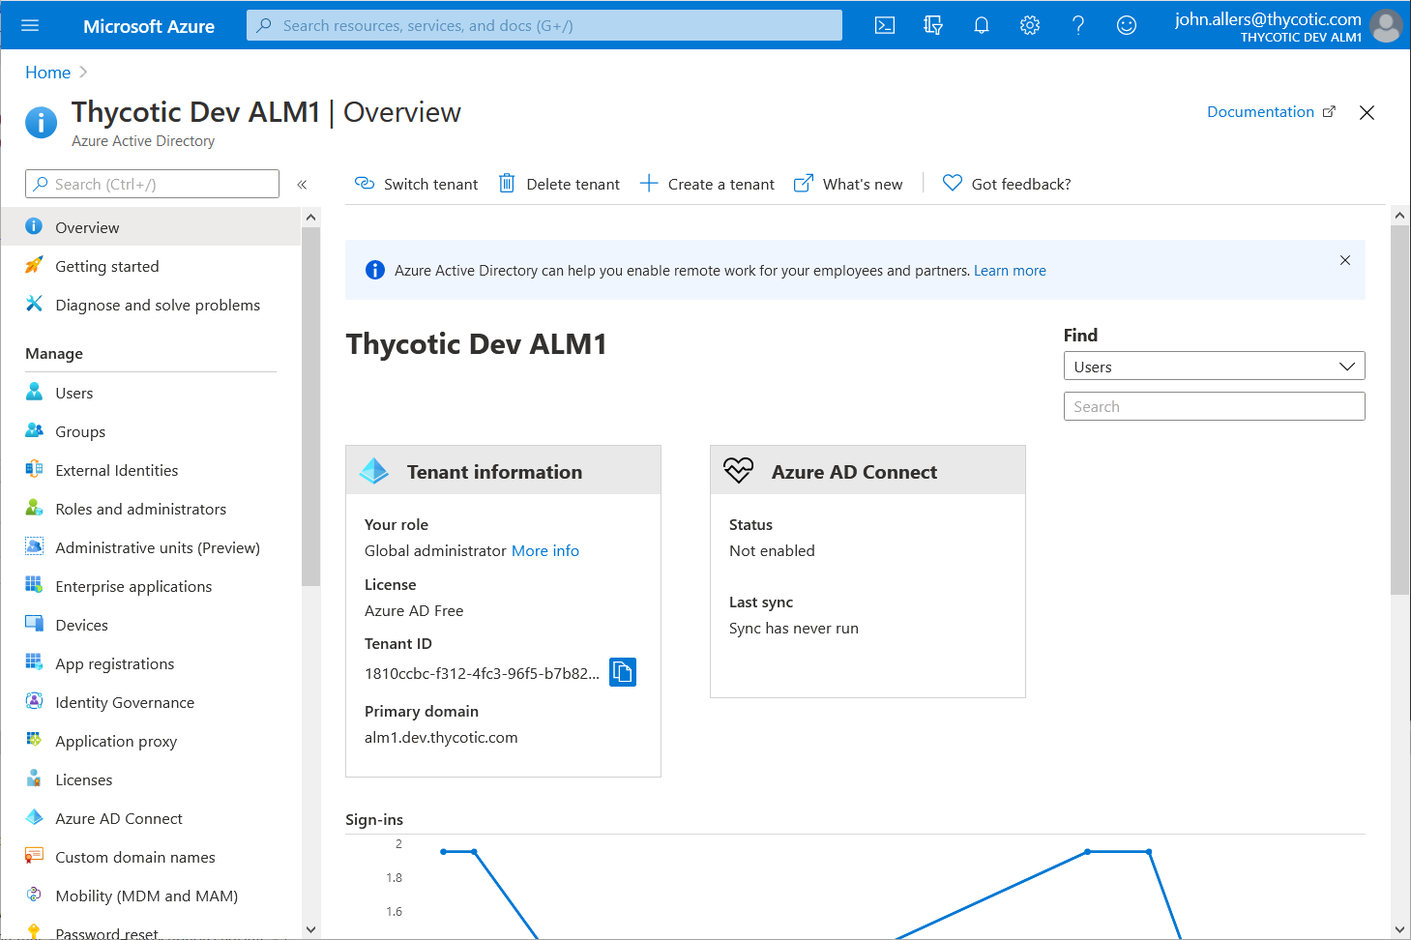 Microsoft Azure
Search resources, services, and docs (G+/)
john.allers@thycotic.com
THYCOTIC DEV ALM1
Home
Thycotic Dev ALM1 | Overview
Azure Active Directory
Documentation
Search (Ctrl+/)
«
Switch tenant
Delete tenant
Create a tenant
What's new
Got feedback?
Overview
Getting started
Diagnose and solve problems
Manage
Users
Groups
External Identities
Roles and administrators
Administrative units (Preview)
Enterprise applications
Devices
App registrations
Identity Governance
Application proxy
Licenses
Azure AD Connect
Custom domain names
Mobility (MDM and MAM)
Password reset
Azure Active Directory can help you enable remote work for your employees and partners. Learn more
Thycotic Dev ALM1
Find
Users
Search
Tenant information
Your role
Global administrator More info
License
Azure AD Free
Tenant ID
1810ccbc-f312-4fc3-96f5-b7b82...
Primary domain
alm1.dev.thycotic.com
Azure AD Connect
Status
Not enabled
Last sync
Sync has never run
Sign-ins
2
1.8
1.6